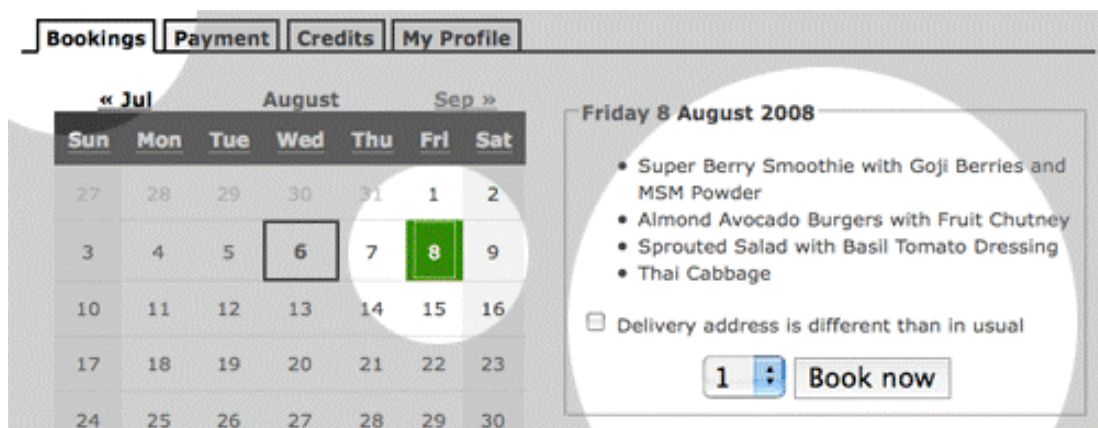 Bookings Payment Credits My Profile
« Jul August Sep »
Sun Mon Tue Wed Thu Fri Sat
27 28 29 30 31 1 2
3 4 5 6 7 8 9
10 11 12 13 14 15 16
17 18 19 20 21 22 23
24 25 26 27 28 29 30
Friday 8 August 2008
• Super Berry Smoothie with Goji Berries and
MSM Powder
• Almond Avocado Burgers with Fruit Chutney
• Sprouted Salad with Basil Tomato Dressing
• Thai Cabbage
Delivery address is different than in usual
1 Book now